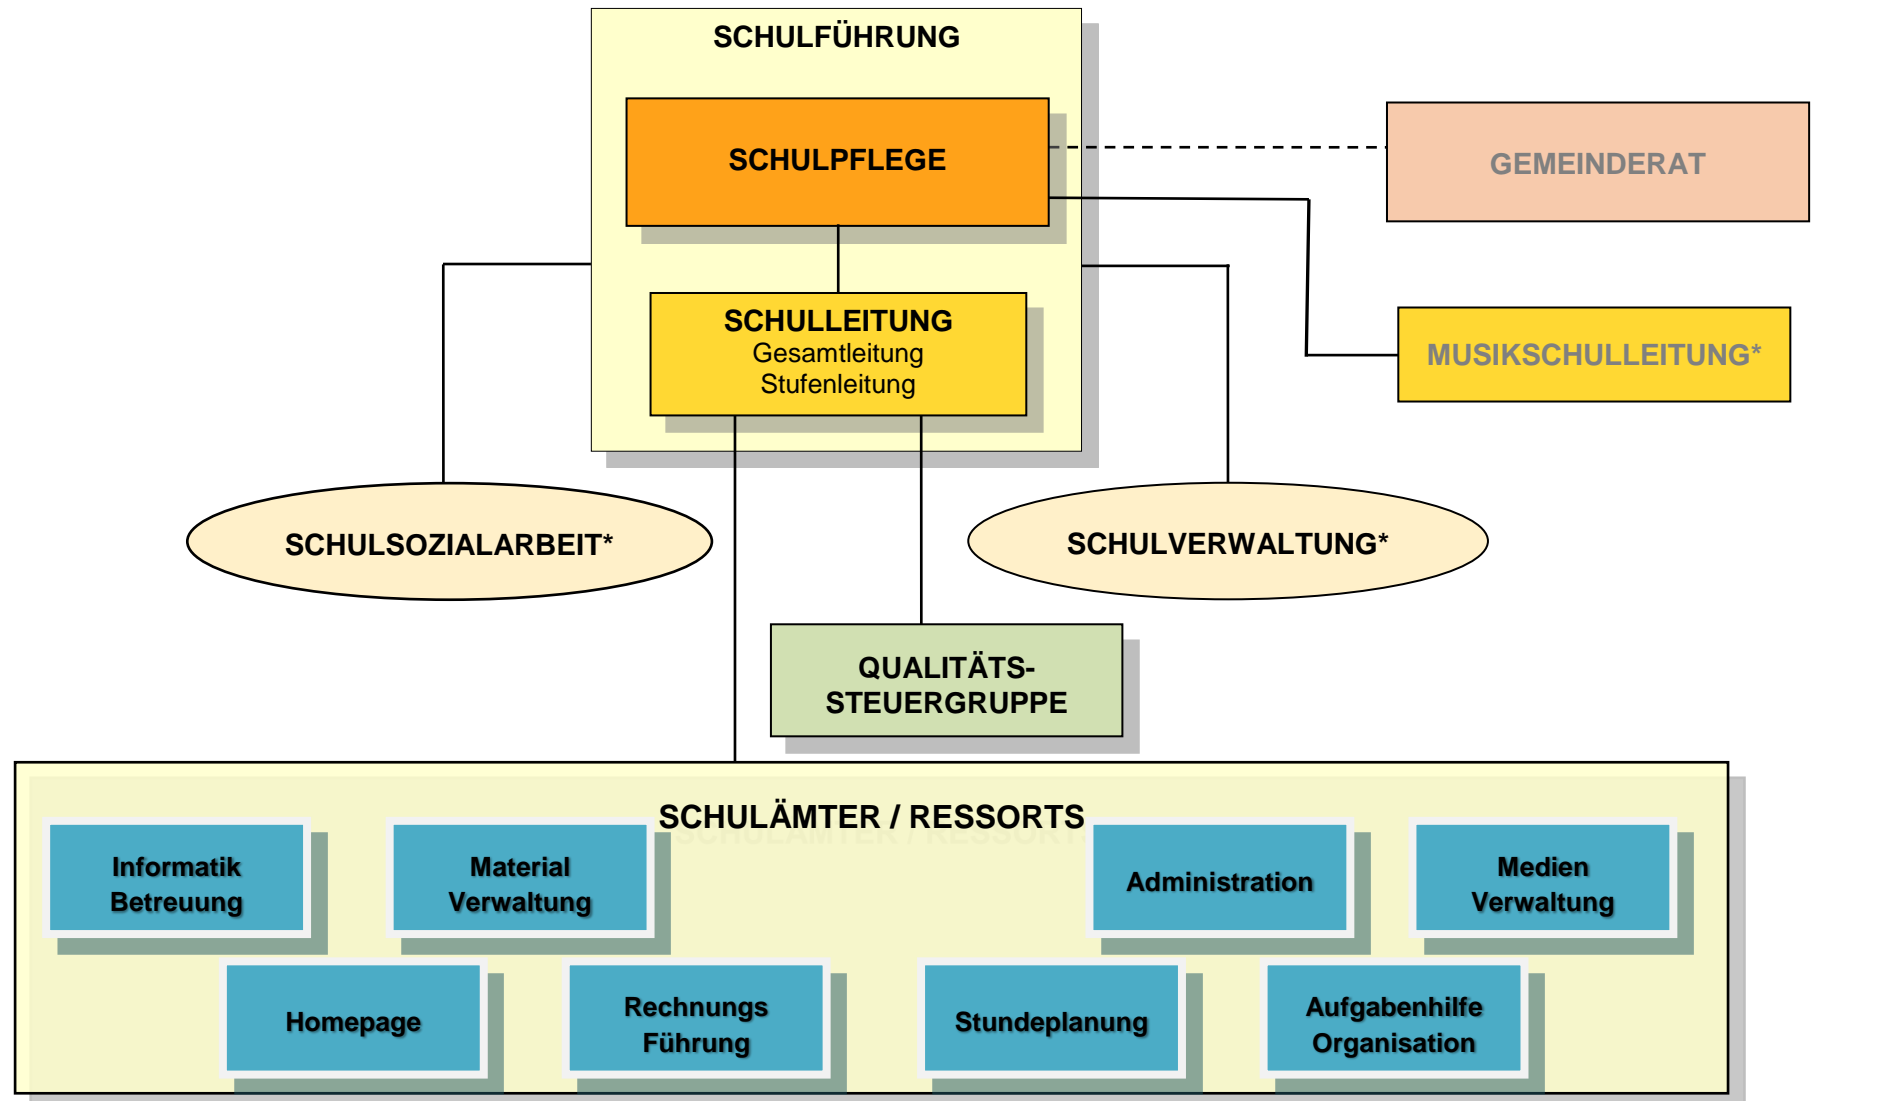 SCHULFÜHRUNG
SCHULPFLEGE
GEMEINDERAT
SCHULLEITUNG
Gesamtleitung
Stufenleitung
MUSIKSCHULLEITUNG*
SCHULSOZIALARBEIT*
SCHULVERWALTUNG*
QUALITÄTS-
STEUERGRUPPE
SCHULÄMTER / RESSORTS
Informatik
Betreuung
Material
Verwaltung
Administration
Medien
Verwaltung
Homepage
Rechnungs
Führung
Stundeplanung
Aufgabenhilfe
Organisation